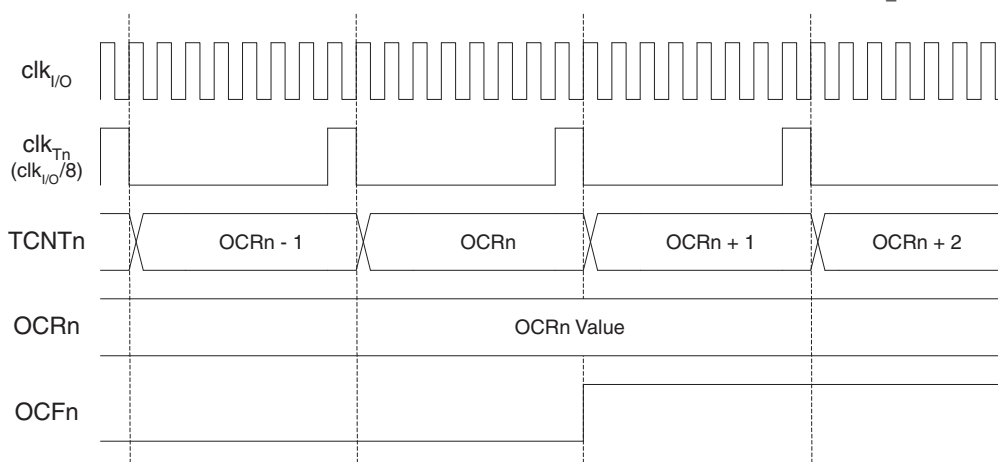 clkI/O
clkTn
(clkI/O/8)
TCNTn
OCRn - 1
OCRn
OCRn + 1
OCRn + 2
OCRn
OCRn Value
OCFn